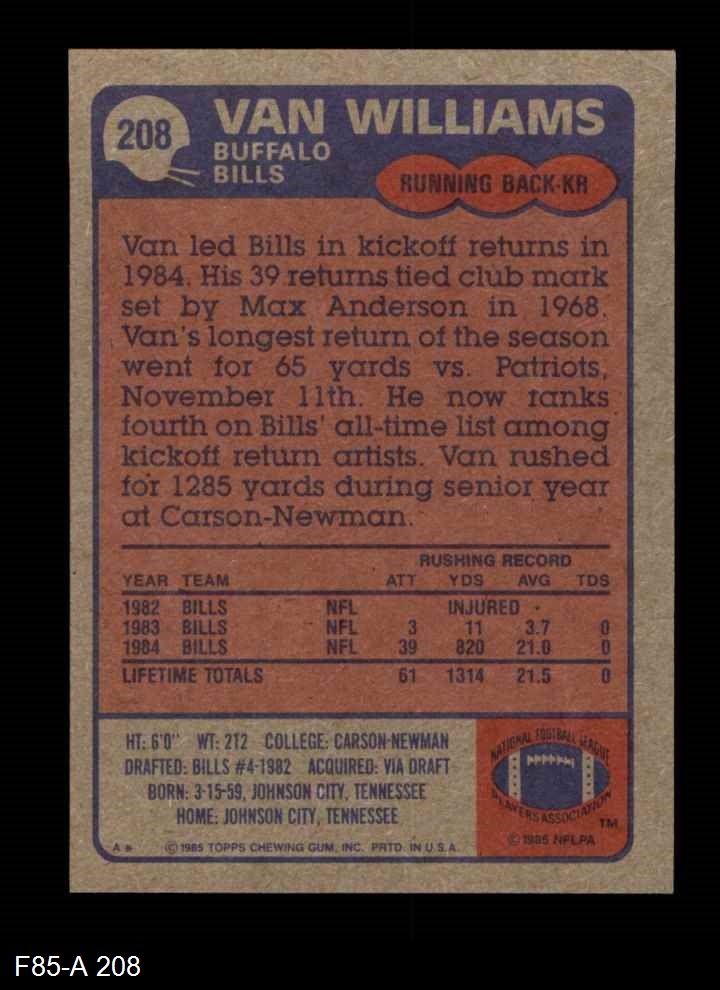 208
VAN WILLIAMS
BUFFALO
BILLS
RUNNING BACK-KR
Van led Bills in kickoff returns in
1984. His 39 returns tied club mark
set by Max Anderson in 1968.
Van's longest return of the season
went for 65 yards vs. Patriots,
November 11th. He now ranks
fourth on Bills' all-time list among
kickoff return artists. Van rushed
for 1285 yards during senior year
at Carson-Newman.
RUSHING RECORD
YEAR TEAM ATT YDS AVG TDS
1982 BILLS NFL INJURED
1983 BILLS NFL 3 11 3.7 0
1984 BILLS NFL 39 820 21.0 0
LIFETIME TOTALS 61 1314 21.5 0
HT: 6'0" WT: 212 COLLEGE: CARSON-NEWMAN
DRAFTED: BILLS #4-1982 ACQUIRED: VIA DRAFT
BORN: 3-15-59, JOHNSON CITY, TENNESSEE
HOME: JOHNSON CITY, TENNESSEE
NATIONAL FOOTBALL LEAGUE
PLAYERS ASSOCIATION
TM
© 1985 NFLPA
A * © 1985 TOPPS CHEWING GUM, INC. PRTD. IN U.S.A.
F85-A 208